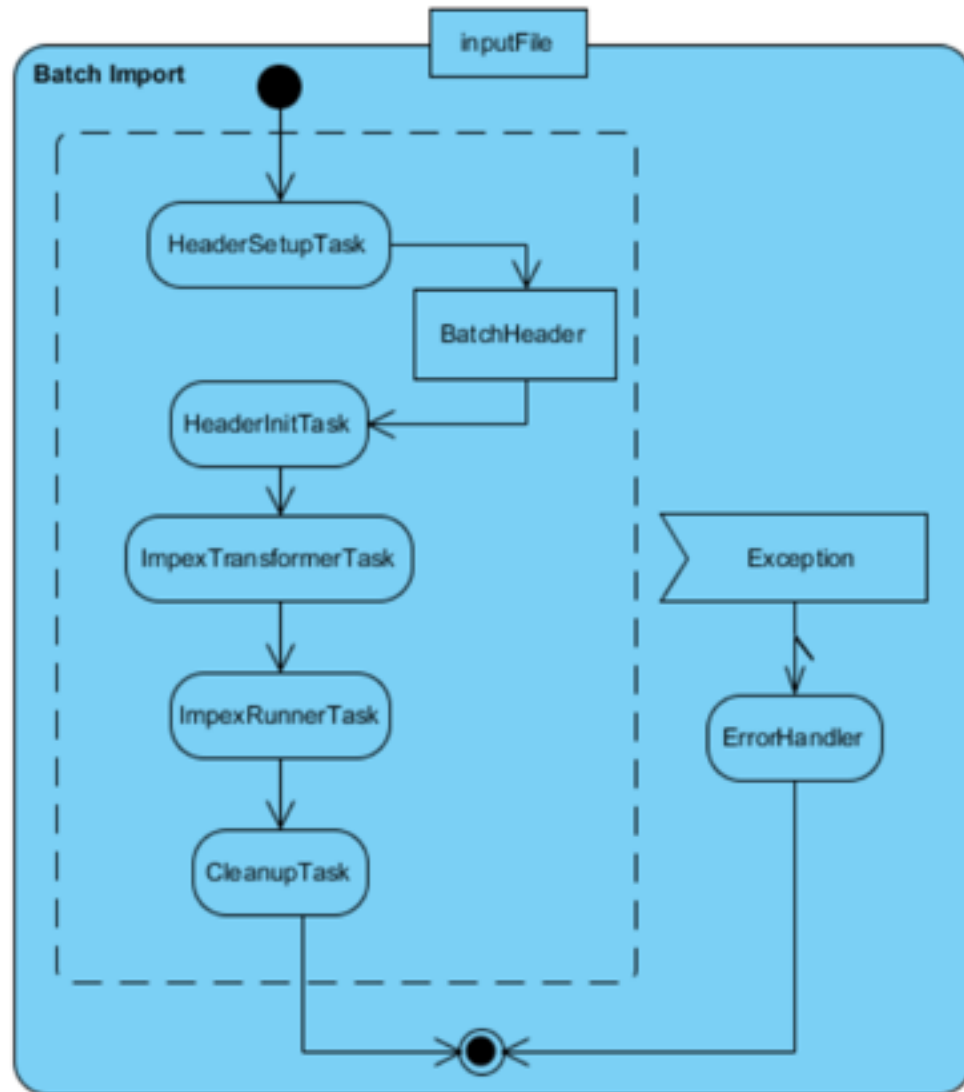 inputFile
Batch Import
HeaderSetupTask
BatchHeader
HeaderInitTask
ImpexTransformerTask
Exception
ImpexRunnerTask
ErrorHandler
CleanupTask